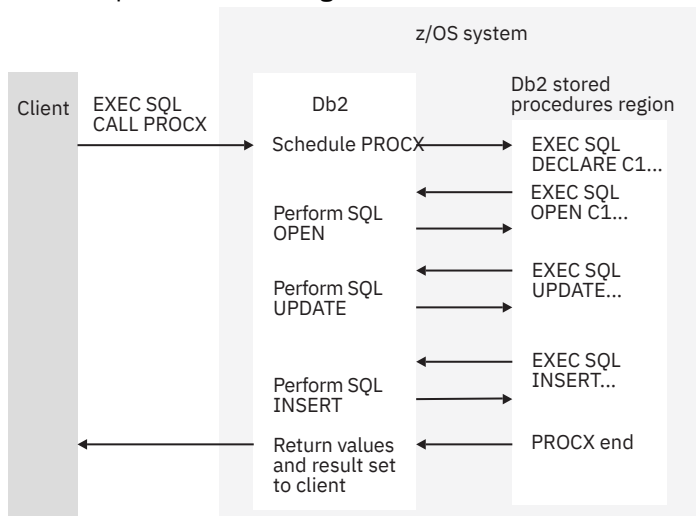 z/OS system
Client
EXEC SQL
CALL PROCX
Db2
Db2 stored
procedures region
Schedule PROCX
EXEC SQL
DECLARE C1...
EXEC SQL
OPEN C1...
Perform SQL
OPEN
EXEC SQL
UPDATE...
Perform SQL
UPDATE
EXEC SQL
INSERT...
Perform SQL
INSERT
PROCX end
Return values
and result set
to client